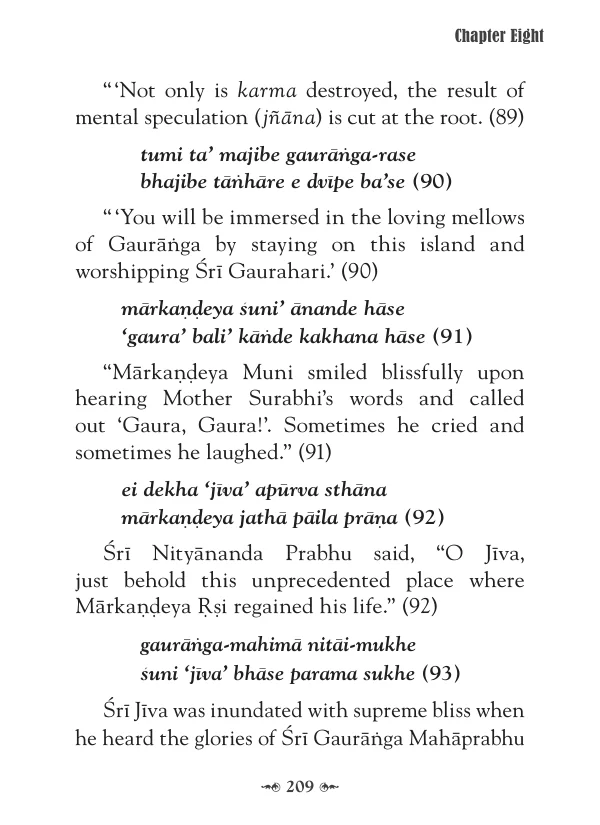 Chapter Eight
“ ‘Not only is karma destroyed, the result of
mental speculation (jñāna) is cut at the root. (89)
tumi ta’ majibe gaurāṅga-rase
bhajibe tāṅhāre e dvīpe ba’se (90)
“ ‘You will be immersed in the loving mellows
of Gaurāṅga by staying on this island and
worshipping Śrī Gaurahari.’ (90)
mārkaṇḍeya ṡuni’ ānande hāse
‘gaura’ bali’ kāṅde kakhana hāse (91)
“Mārkaṇḍeya Muni smiled blissfully upon
hearing Mother Surabhi’s words and called
out ‘Gaura, Gaura!’. Sometimes he cried and
sometimes he laughed.” (91)
ei dekha ‘jīva’ apūrva sthāna
mārkaṇḍeya jathā pāila prāṇa (92)
Śrī Nityānanda Prabhu said, “O Jīva,
just behold this unprecedented place where
Mārkaṇḍeya Ṛṣi regained his life.” (92)
gaurāṅga-mahimā nitāi-mukhe
ṡuni ‘jīva’ bhāse parama sukhe (93)
Śrī Jīva was inundated with supreme bliss when
he heard the glories of Śrī Gaurāṅga Mahāprabhu
209